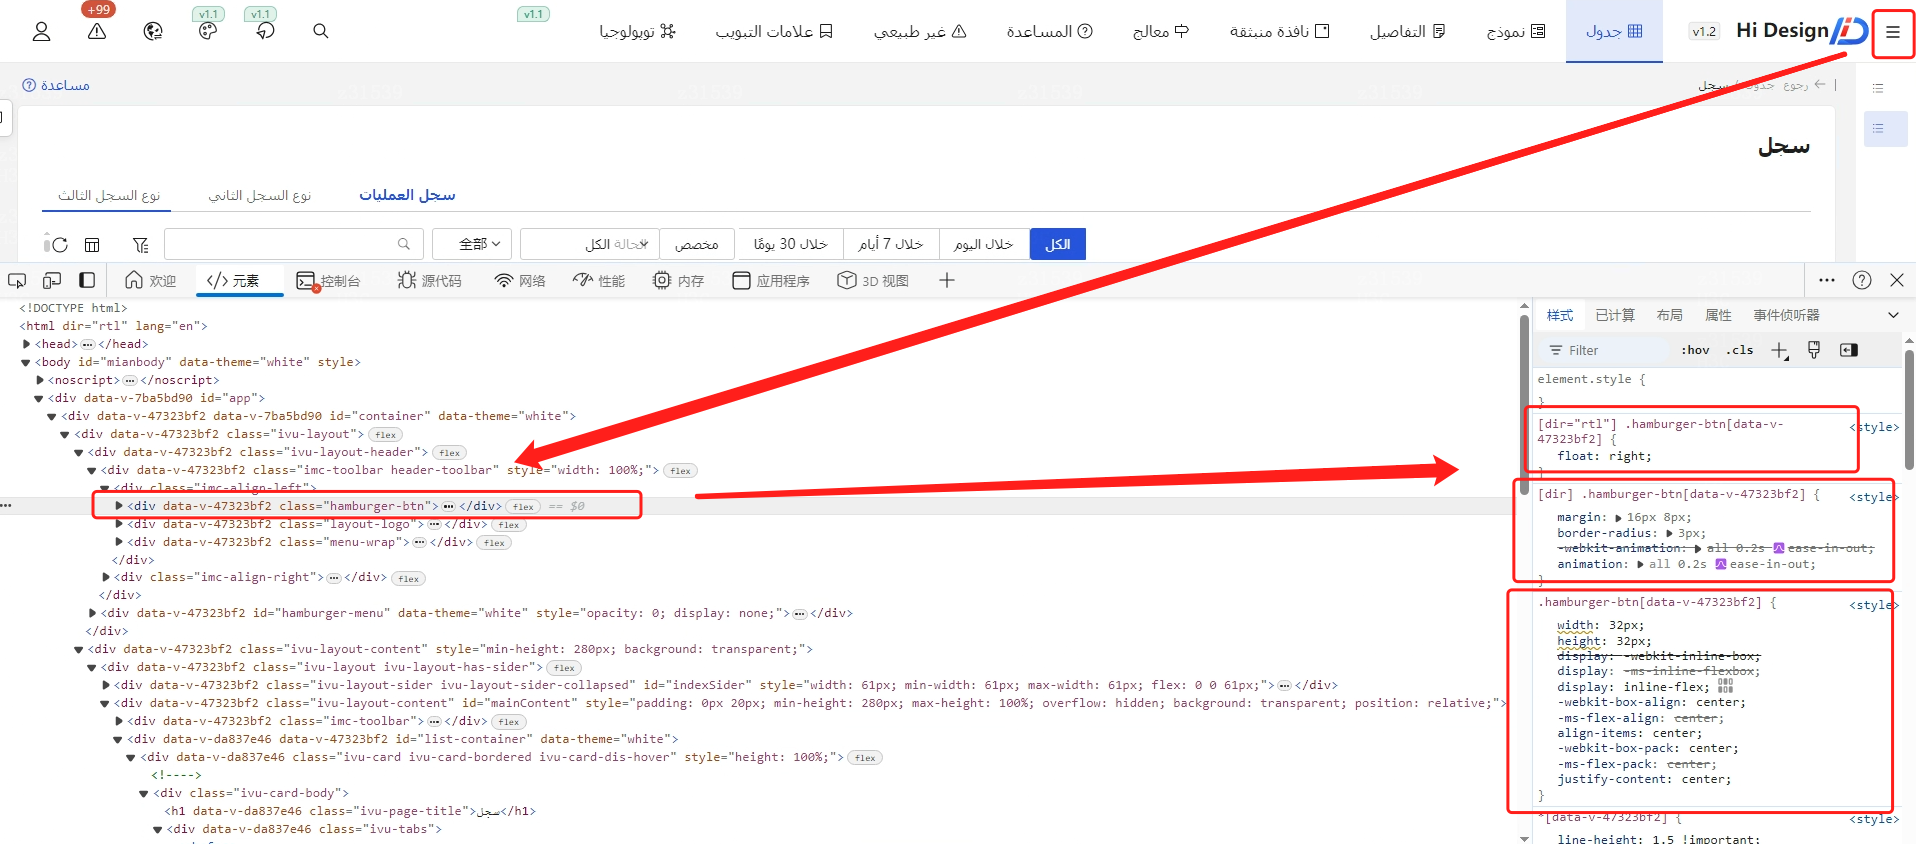 +99
v1.1
v1.1
v1.1
توبولوجيا
علامات التبويب
غير طبيعي
المساعدة
معالج
نافذة منبثقة
التفاصيل
نموذج
جدول
v1.2
Hi Design
مساعدة
رجوع
سجل
سجل
سجل العمليات
نوع السجل الثاني
نوع السجل الثالث
الكل
خلال اليوم
خلال 7 أيام
خلال 30 يومًا
مخصص
الحالة الكل
全部
欢迎
元素
控制台
源代码
网络
性能
内存
应用程序
3D 视图
<!DOCTYPE html>
<html dir="rtl" lang="en">
<head> ••• </head>
<body id="mianbody" data-theme="white" style>
<noscript> ••• </noscript>
<div data-v-7ba5bd90 id="app">
<div data-v-47323bf2 data-v-7ba5bd90 id="container" data-theme="white">
<div data-v-47323bf2 class="ivu-layout"> flex
<div data-v-47323bf2 class="ivu-layout-header"> flex
<div data-v-47323bf2 class="imc-toolbar header-toolbar" style="width: 100%;"> flex
<div class="imc-align-left">
<div data-v-47323bf2 class="hamburger-btn"> ••• </div> flex == $0
<div data-v-47323bf2 class="layout-logo"> ••• </div> flex
<div data-v-47323bf2 class="menu-wrap"> ••• </div> flex
</div>
<div class="imc-align-right"> ••• </div> flex
</div>
<div data-v-47323bf2 id="hamburger-menu" data-theme="white" style="opacity: 0; display: none;"> ••• </div>
</div>
<div data-v-47323bf2 class="ivu-layout-content" style="min-height: 280px; background: transparent;">
<div data-v-47323bf2 class="ivu-layout ivu-layout-has-sider"> flex
<div data-v-47323bf2 class="ivu-layout-sider ivu-layout-sider-collapsed" id="indexSider" style="width: 61px; min-width: 61px; max-width: 61px; flex: 0 0 61px;"> ••• </div>
<div data-v-47323bf2 class="ivu-layout-content" id="mainContent" style="padding: 0px 20px; min-height: 280px; max-height: 100%; overflow: hidden; background: transparent; position: relative;">
<div data-v-47323bf2 class="imc-toolbar"> ••• </div> flex
<div data-v-da837e46 data-v-47323bf2 id="list-container" data-theme="white">
<div data-v-da837e46 class="ivu-card ivu-card-bordered ivu-card-dis-hover" style="height: 100%;"> flex
<!---->
<div class="ivu-card-body">
<h1 data-v-da837e46 class="ivu-page-title">سجل</h1>
<div data-v-da837e46 class="ivu-tabs">
样式
已计算
布局
属性
事件侦听器
Filter
:hov
.cls
element.style {
}
[dir="rtl"] .hamburger-btn[data-v-47323bf2] { <style>
float: right;
}
[dir] .hamburger-btn[data-v-47323bf2] { <style>
margin: 16px 8px;
border-radius: 3px;
-webkit-animation: all 0.2s ease-in-out;
animation: all 0.2s ease-in-out;
}
.hamburger-btn[data-v-47323bf2] { <style>
width: 32px;
height: 32px;
display: -webkit-inline-box;
display: -ms-inline-flexbox;
display: inline-flex;
-webkit-box-align: center;
-ms-flex-align: center;
align-items: center;
-webkit-box-pack: center;
-ms-flex-pack: center;
justify-content: center;
}
*[data-v-47323bf2] { <style>
line-height: 1.5 !important;